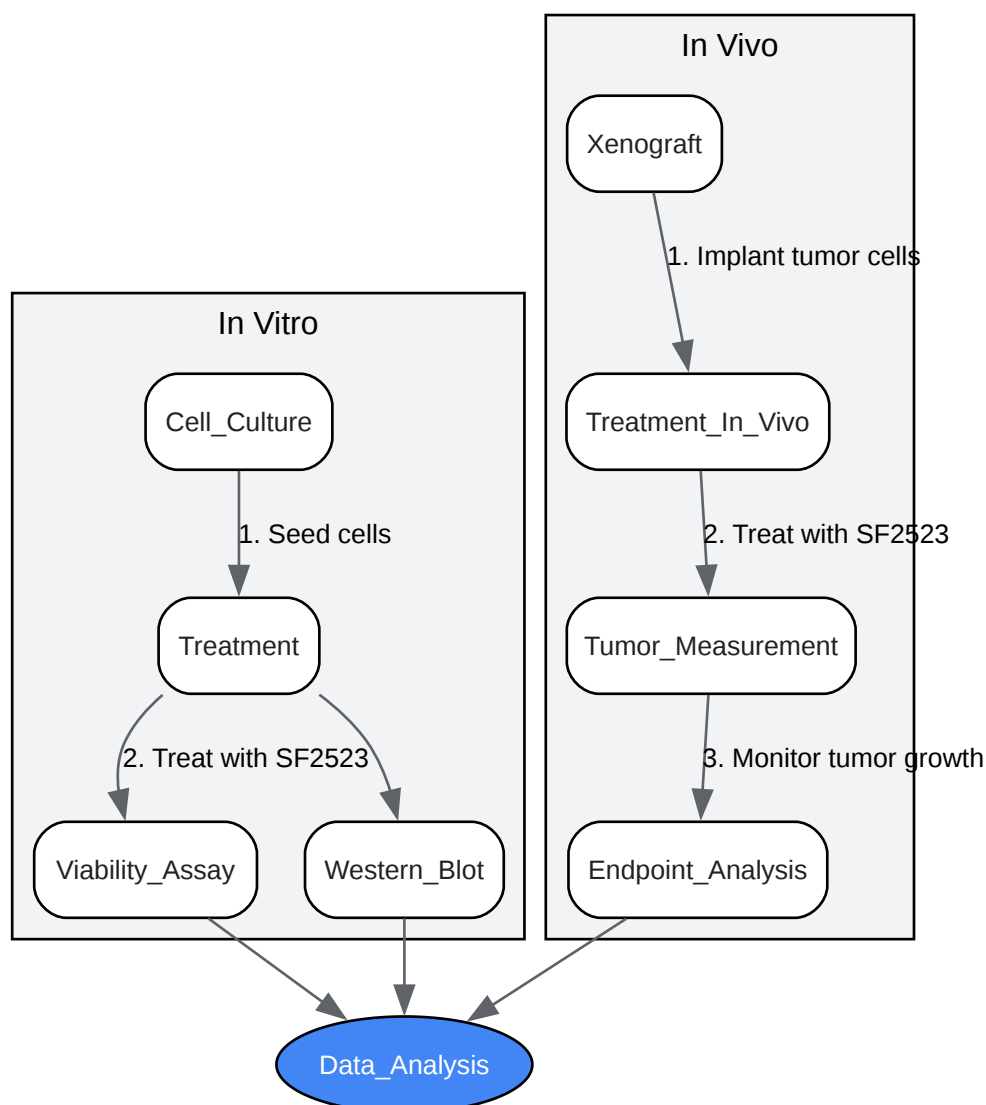 In Vitro
Cell_Culture
1. Seed cells
Treatment
2. Treat with SF2523
Viability_Assay
Western_Blot
In Vivo
Xenograft
1. Implant tumor cells
Treatment_In_Vivo
2. Treat with SF2523
Tumor_Measurement
3. Monitor tumor growth
Endpoint_Analysis
Data_Analysis